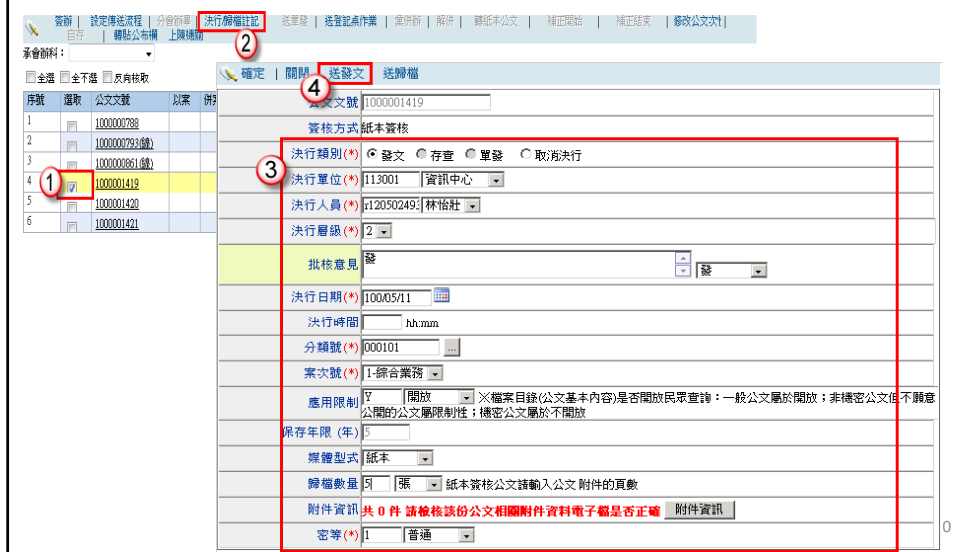 簽辦 | 設定傳送流程 | 分會辦畢 | 決行/歸檔註記 | 送單發 | 送登記桌作業 | 案併辦 | 解併 | 轉紙本公文 | 補正開始 | 補正結束 | 修改公文次
自存 | 轉貼公布欄 上陳機關
2
承會辦科：
全選 全不選 反向核取
確定 | 關閉 送發文 送歸檔
4
序號 選取 公文文號 以案 併
1 1000000788
2 1000000793(線)
3 1000000861(線)
4 1000001419
5 1000001420
6 1000001421
1
公文文號 1000001419
簽核方式 紙本簽核
3
決行類別(*) 發文 存查 單發 取消決行
決行單位(*) 113001 資訊中心
決行人員(*) r120502493 林怡壯
決行層級(*) 2
批核意見 發 發
決行日期(*) 100/05/11
決行時間 hh:mm
分類號(*) 000101 ...
案次號(*) 1-綜合業務
應用限制 Y 開放 ※檔案目錄(公文基本內容)是否開放民眾查詢：一般公文屬於開放；非機密公文但不願意
公開的公文屬限制性；機密公文屬於不開放
保存年限 (年) 5
媒體型式 紙本
歸檔數量 5 張 紙本簽核公文請輸入公文 附件的頁數
附件資訊 共 0 件 請檢核該份公文相關附件資料電子檔是否正確 附件資訊
密等(*) 1 普通
0